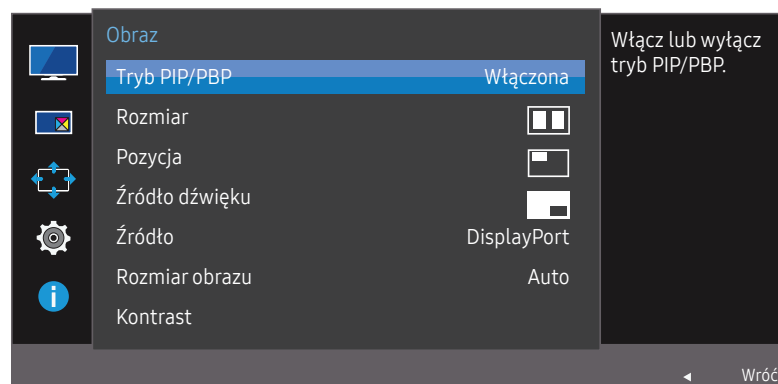 Obraz
Tryb PIP/PBP Włączona
Rozmiar
Pozycja
Źródło dźwięku
Źródło DisplayPort
Rozmiar obrazu Auto
Kontrast
Włącz lub wyłącz
tryb PIP/PBP.
Wróć